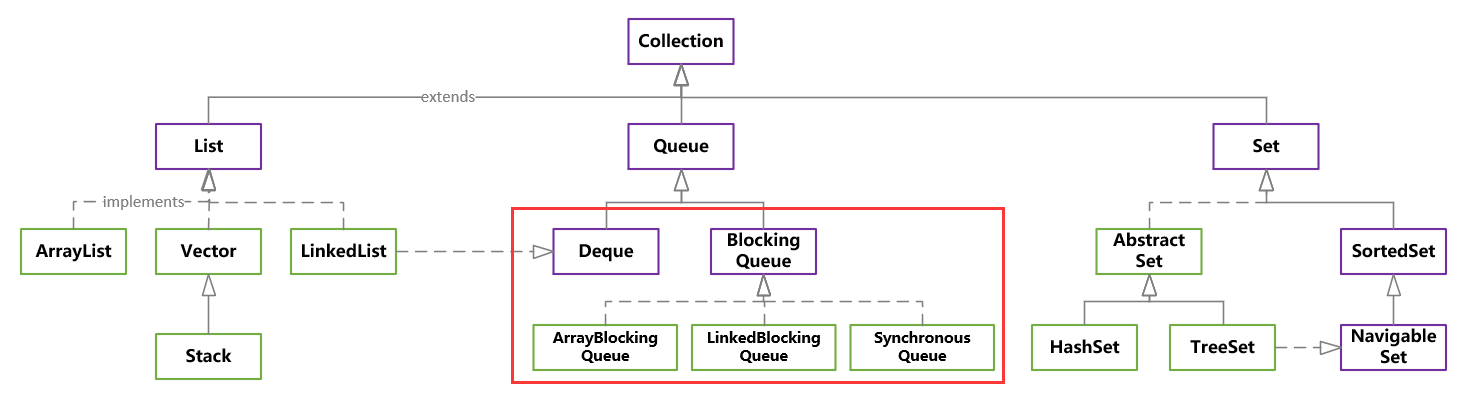 Collection
extends
List
Queue
Set
implements
ArrayList
Vector
LinkedList
Deque
Blocking
Queue
Abstract
Set
SortedSet
Stack
ArrayBlocking
Queue
LinkedBlocking
Queue
Synchronous
Queue
HashSet
TreeSet
Navigable
Set